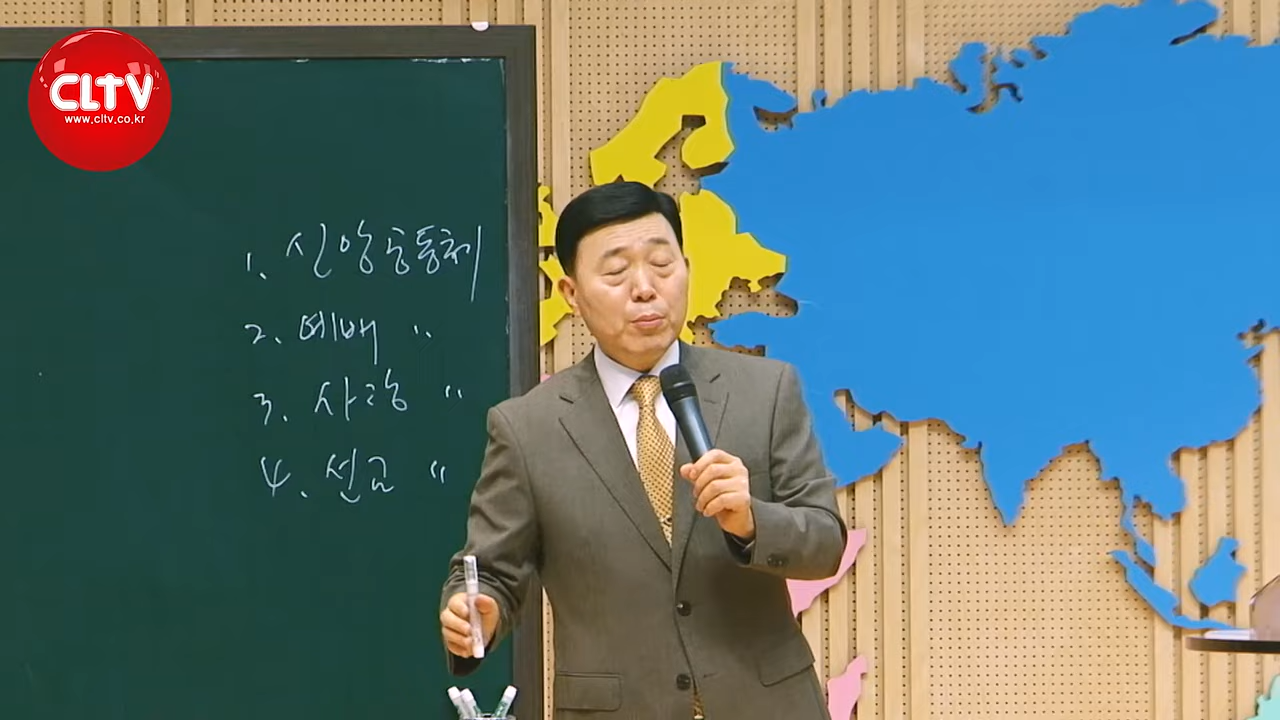 CLTV
www.cltv.co.kr
1. 신앙공동체
2. 예배 〃
3. 사랑 〃
4. 선교 〃